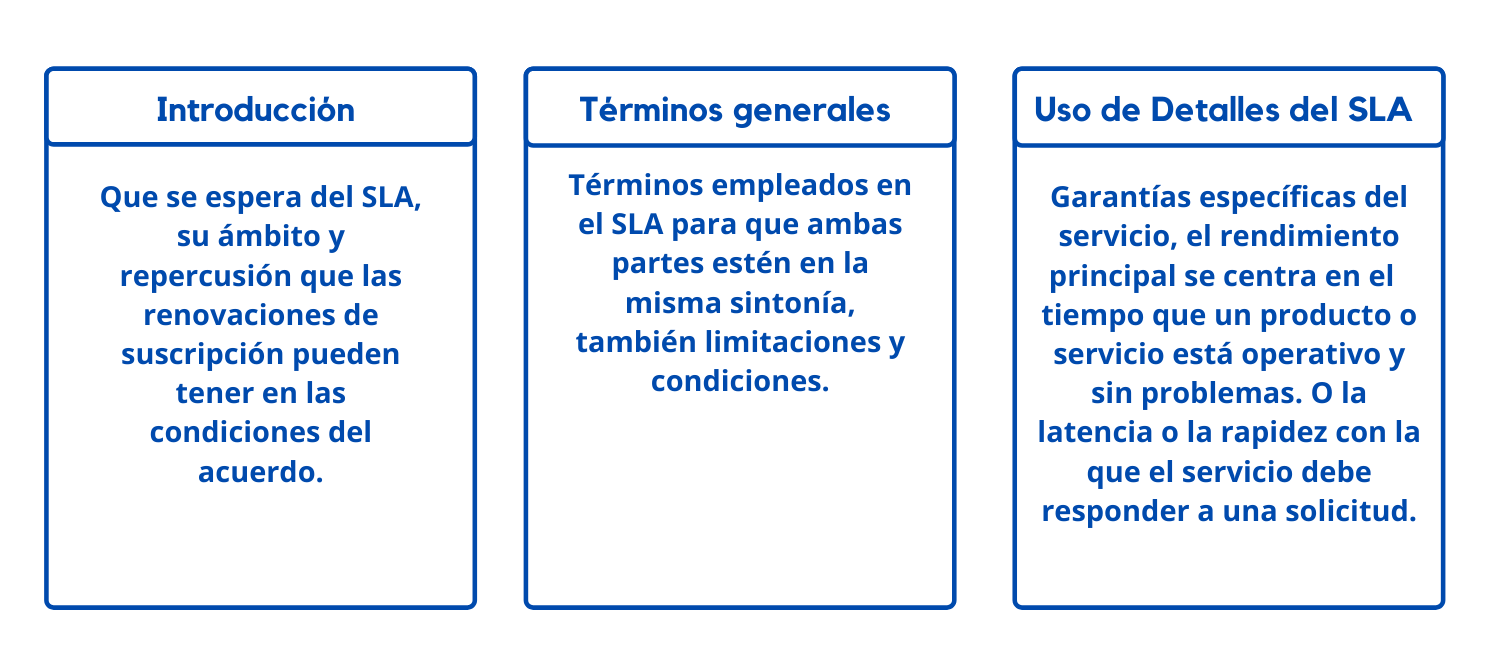 Introducción
Que se espera del SLA,
su ámbito y
repercusión que las
renovaciones de
suscripción pueden
tener en las
condiciones del
acuerdo.
Términos generales
Términos empleados en
el SLA para que ambas
partes estén en la
misma sintonía,
también limitaciones y
condiciones.
Uso de Detalles del SLA
Garantías específicas del
servicio, el rendimiento
principal se centra en el
tiempo que un producto o
servicio está operativo y
sin problemas. O la
latencia o la rapidez con la
que el servicio debe
responder a una solicitud.